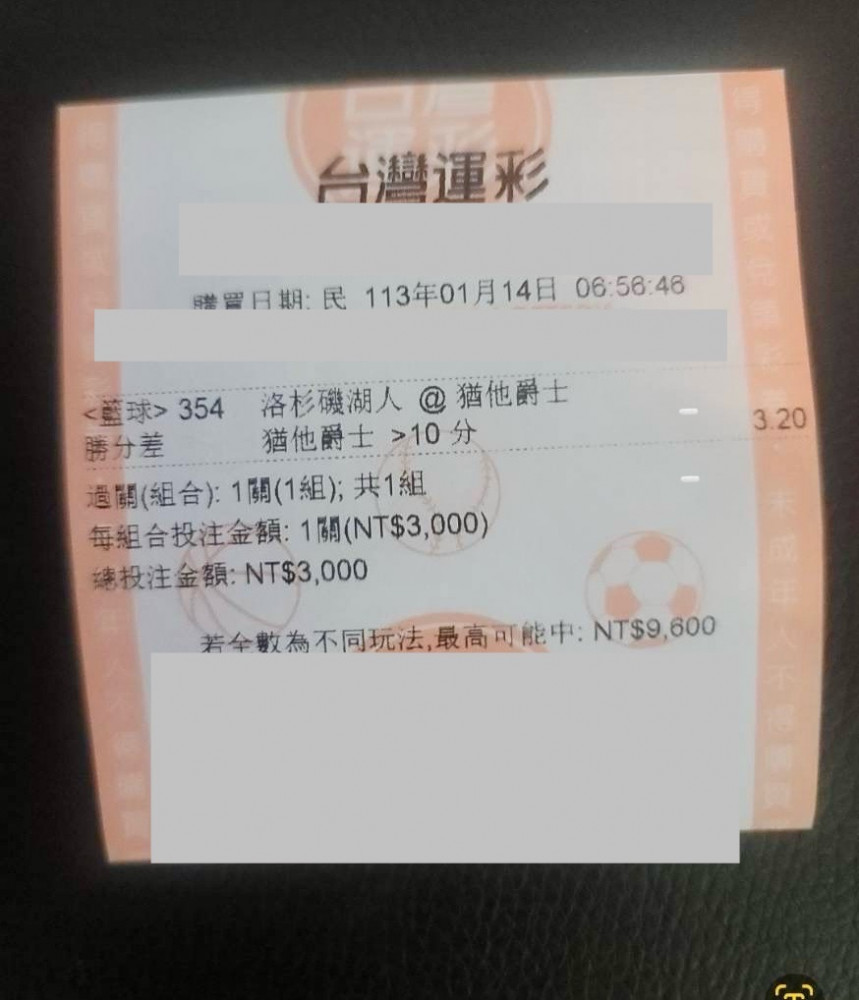 台灣運彩
購買日期: 民 113年01月14日 06:56:46
<籃球> 354 洛杉磯湖人 @ 猶他爵士
勝分差 猶他爵士 >10 分 3.20
過關(組合): 1關(1組); 共1組
每組合投注金額: 1關(NT$3,000)
總投注金額: NT$3,000
若全數為不同玩法,最高可能中: NT$9,600